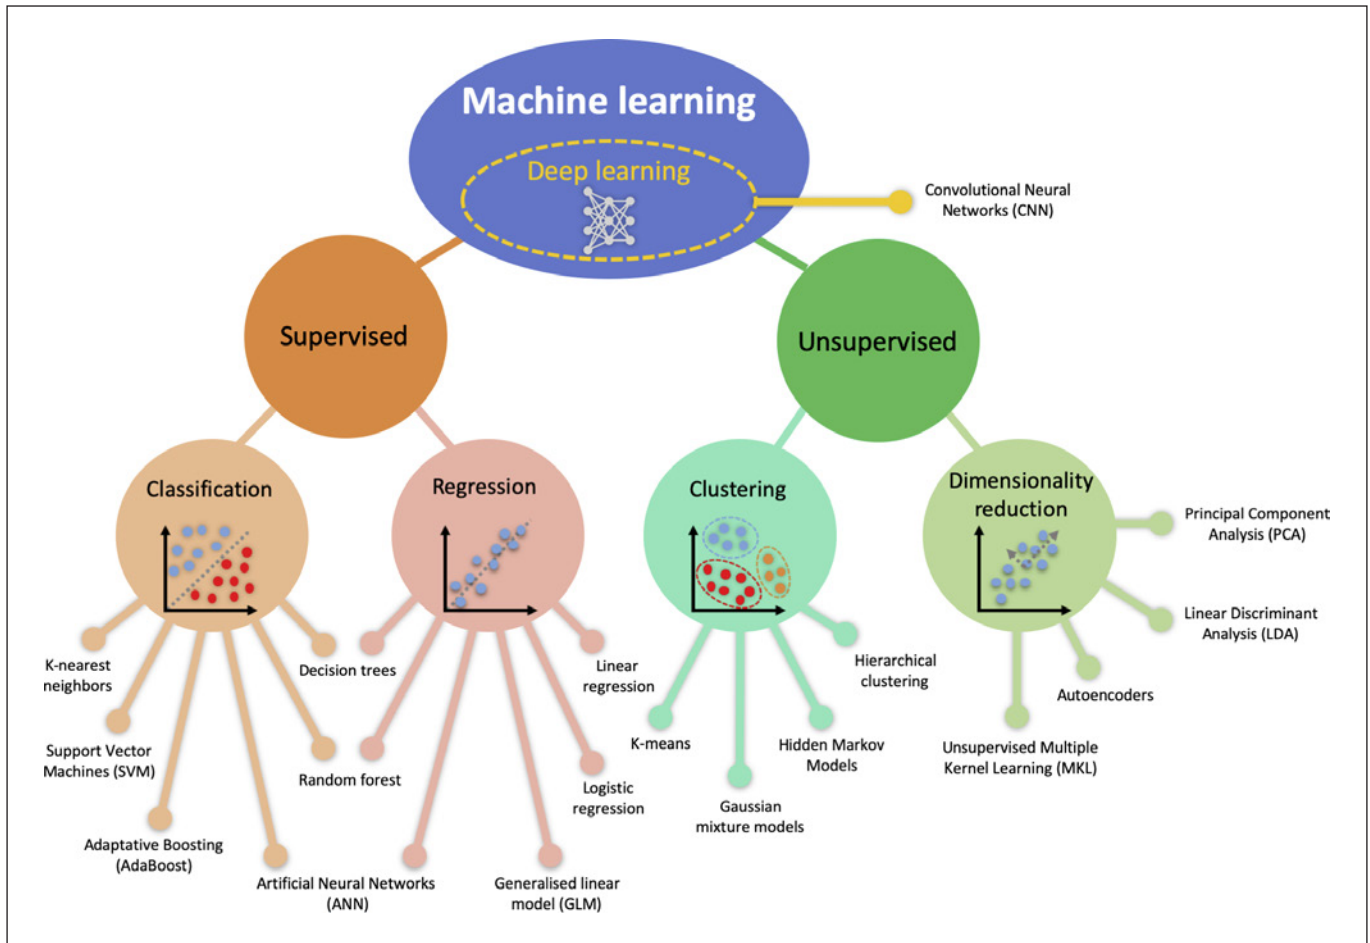 Machine learning
Deep learning
Convolutional Neural
Networks (CNN)
Supervised
Unsupervised
Classification
Regression
Clustering
Dimensionality
reduction
Principal Component
Analysis (PCA)
Linear Discriminant
Analysis (LDA)
Autoencoders
Unsupervised Multiple
Kernel Learning (MKL)
K-nearest
neighbors
Support Vector
Machines (SVM)
Adaptative Boosting
(AdaBoost)
Artificial Neural Networks
(ANN)
Decision trees
Random forest
Linear
regression
Logistic
regression
Generalised linear
model (GLM)
K-means
Gaussian
mixture models
Hidden Markov
Models
Hierarchical
clustering